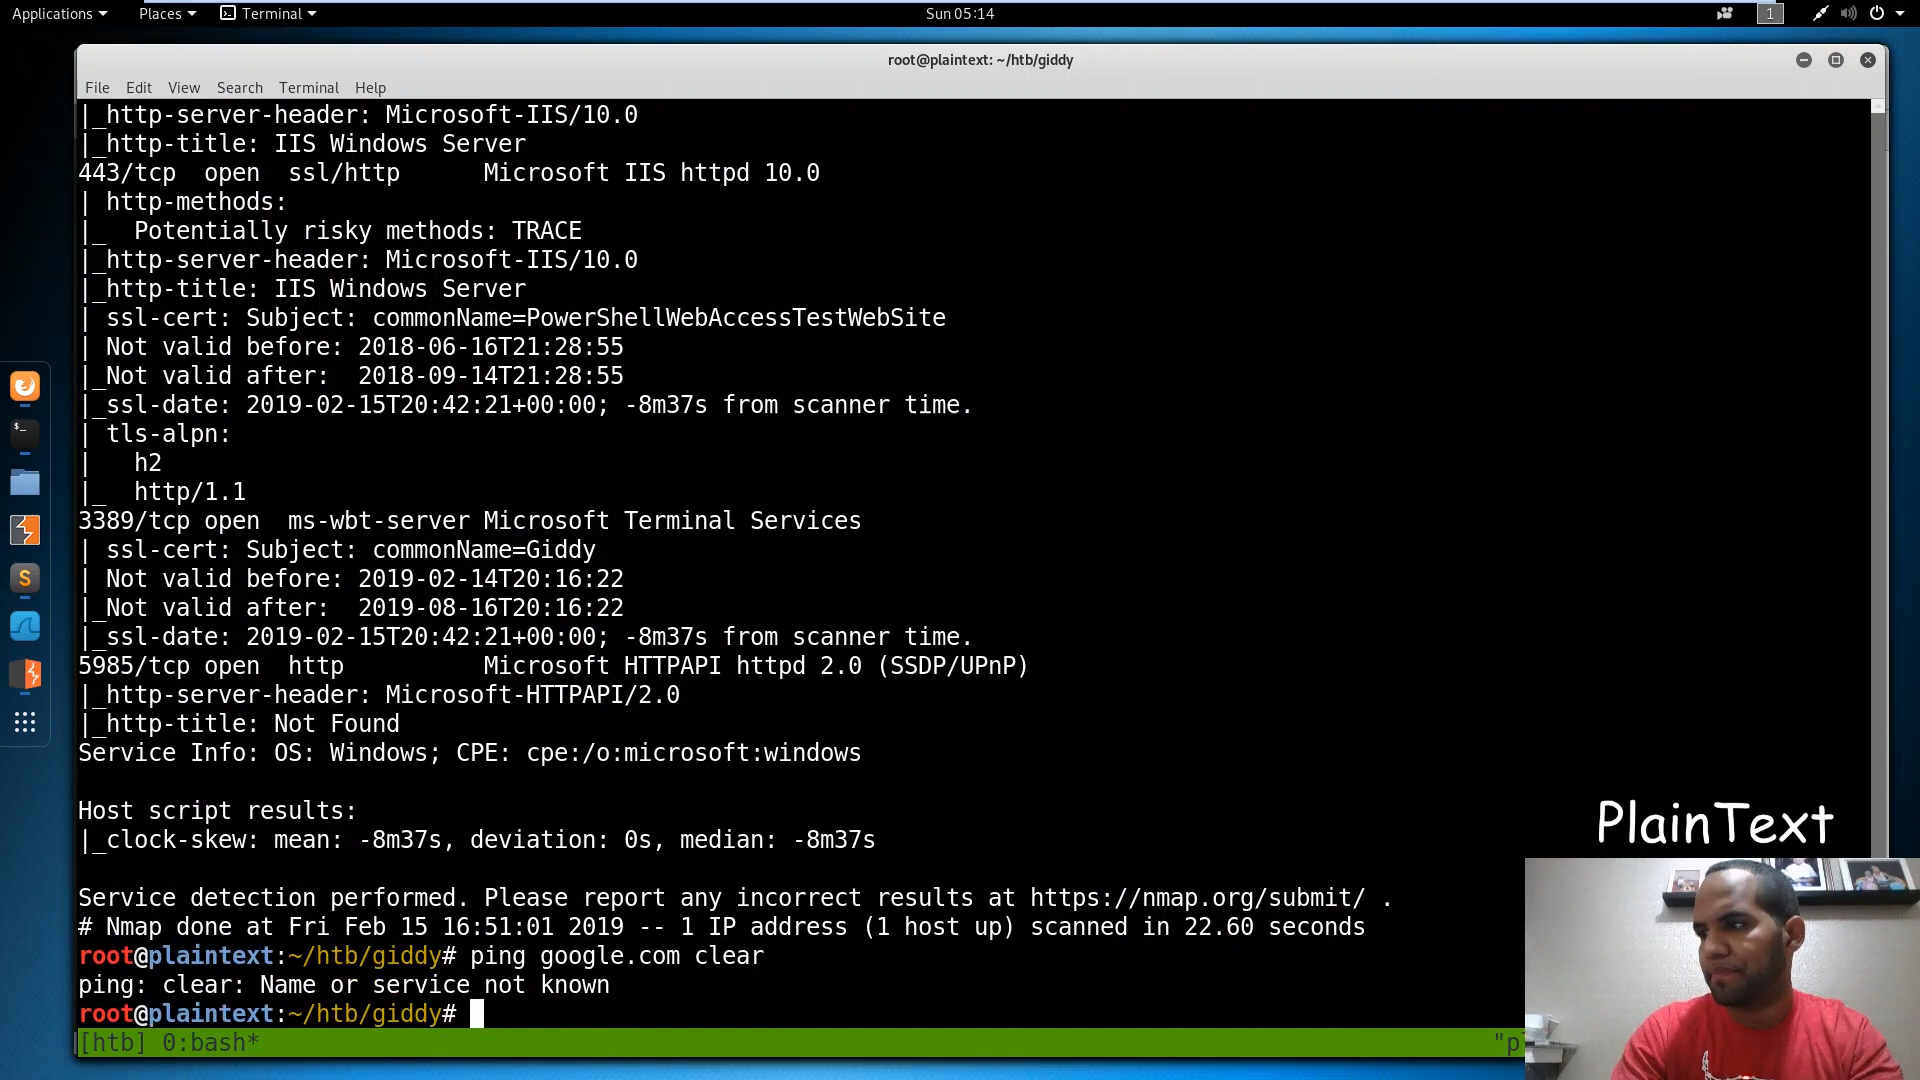 Applications Places Terminal Sun 05:14 1
root@plaintext: ~/htb/giddy
File Edit View Search Terminal Help
|_http-server-header: Microsoft-IIS/10.0
|_http-title: IIS Windows Server
443/tcp  open  ssl/http      Microsoft IIS httpd 10.0
| http-methods:
|_  Potentially risky methods: TRACE
|_http-server-header: Microsoft-IIS/10.0
|_http-title: IIS Windows Server
| ssl-cert: Subject: commonName=PowerShellWebAccessTestWebSite
| Not valid before: 2018-06-16T21:28:55
|_Not valid after:  2018-09-14T21:28:55
|_ssl-date: 2019-02-15T20:42:21+00:00; -8m37s from scanner time.
| tls-alpn:
|   h2
|_  http/1.1
3389/tcp open  ms-wbt-server Microsoft Terminal Services
| ssl-cert: Subject: commonName=Giddy
| Not valid before: 2019-02-14T20:16:22
|_Not valid after:  2019-08-16T20:16:22
|_ssl-date: 2019-02-15T20:42:21+00:00; -8m37s from scanner time.
5985/tcp open  http          Microsoft HTTPAPI httpd 2.0 (SSDP/UPnP)
|_http-server-header: Microsoft-HTTPAPI/2.0
|_http-title: Not Found
Service Info: OS: Windows; CPE: cpe:/o:microsoft:windows
Host script results:
|_clock-skew: mean: -8m37s, deviation: 0s, median: -8m37s
PlainText
Service detection performed. Please report any incorrect results at https://nmap.org/submit/ .
# Nmap done at Fri Feb 15 16:51:01 2019 -- 1 IP address (1 host up) scanned in 22.60 seconds
root@plaintext:~/htb/giddy# ping google.com clear
ping: clear: Name or service not known
root@plaintext:~/htb/giddy#
[htb] 0:bash* "p